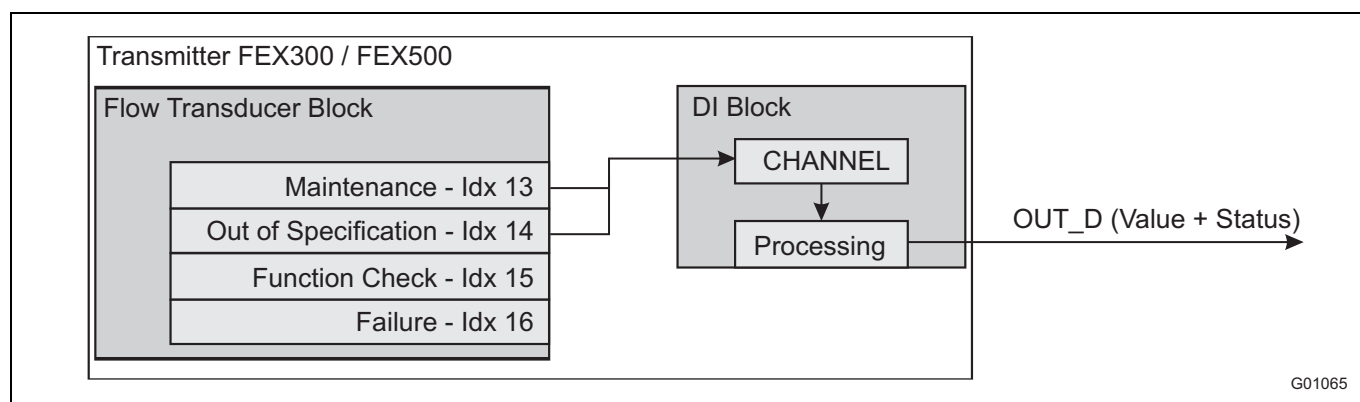 Transmitter FEX300 / FEX500
Flow Transducer Block
Maintenance - Idx 13
Out of Specification - Idx 14
Function Check - Idx 15
Failure - Idx 16
DI Block
CHANNEL
Processing
OUT_D (Value + Status)
G01065